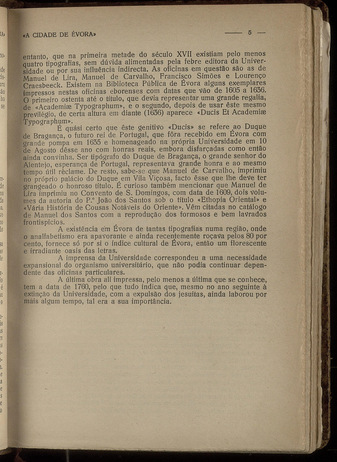 «A CIDADE DE ÉVORA»
5
entanto, que na primeira metade do século XVII existiam pelo menos
quatro tipografias, sem dúvida alimentadas pela febre editora da Univer-
sidade ou por sua influência indirecta. As oficinas em questão são as de
Manuel de Lira, Manuel de Carvalho, Francisco Simões e Lourenço
Craesbeeck. Existem na Biblioteca Pública de Évora alguns exemplares
impressos nestas oficinas eborenses com datas que vão de 1605 a 1656.
O primeiro ostenta até o título, que devia representar uma grande regalia,
de «Academiæ Typographum», e o segundo, depois de usar êste mesmo
previlégio, de certa altura em diante (1636) aparece «Ducis Et Academiæ
Typographum».
É quási certo que êste genitivo «Ducis» se refere ao Duque
de Bragança, o futuro rei de Portugal, que fôra recebido em Évora com
grande pompa em 1635 e homenageado na própria Universidade em 10
de Agosto dêsse ano com honras reais, embora disfarçadas como então
ainda convinha. Ser tipógrafo do Duque de Bragança, o grande senhor do
Alentejo, esperança de Portugal, representava grande honra e ao mesmo
tempo útil réclame. De resto, sabe-se que Manuel de Carvalho, imprimiu
no próprio palácio do Duque em Vila Viçosa, facto êsse que lhe deve ter
grangeado o honroso título. É curioso também mencionar que Manuel de
Lira imprimiu no Convento de S. Domingos, com data de 1609, dois volu-
mes da autoria do P.e João dos Santos sob o título «Ethopia Oriental» e
«Vária História de Cousas Notáveis do Oriente». Vêm citadas no catálogo
de Manuel dos Santos com a reprodução dos formosos e bem lavrados
frontispícios.
A existência em Évora de tantas tipografias numa região, onde
o analfabetismo era apavorante e ainda recentemente roçava pelos 80 por
cento, fornece só por si o índice cultural de Évora, então um florescente
e irradiante oasis das letras.
A imprensa da Universidade correspondeu a uma necessidade
expansional do organismo universitário, que não podia continuar depen-
dente das oficinas particulares.
A última obra ali impressa, pelo menos a última que se conhece,
tem a data de 1760, pelo que tudo indica que, mesmo no ano seguinte à
extinção da Universidade, com a expulsão dos jesuítas, ainda laborou por
mais algum tempo, tal era a sua importância.